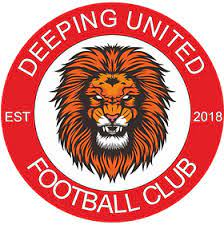 DEEPING UNITED
EST 2018
FOOTBALL CLUB